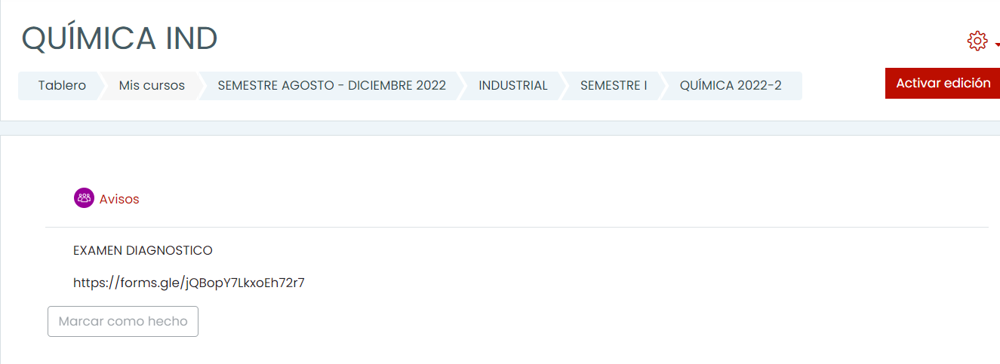 QUÍMICA IND
Tablero
Mis cursos
SEMESTRE AGOSTO - DICIEMBRE 2022
INDUSTRIAL
SEMESTRE I
QUÍMICA 2022-2
Activar edición
Avisos
EXAMEN DIAGNOSTICO
https://forms.gle/jQBopY7LkxoEh72r7
Marcar como hecho